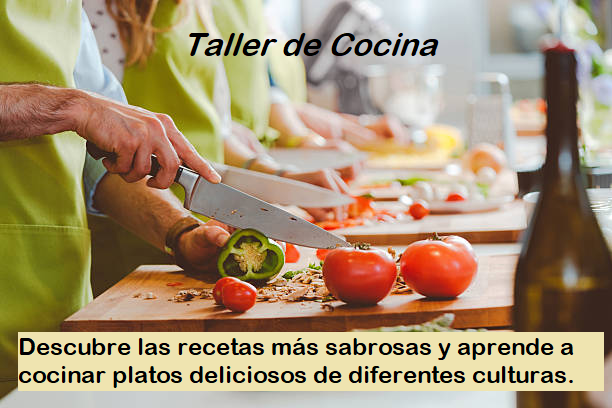 Taller de Cocina
Descubre las recetas más sabrosas y aprende a
cocinar platos deliciosos de diferentes culturas.